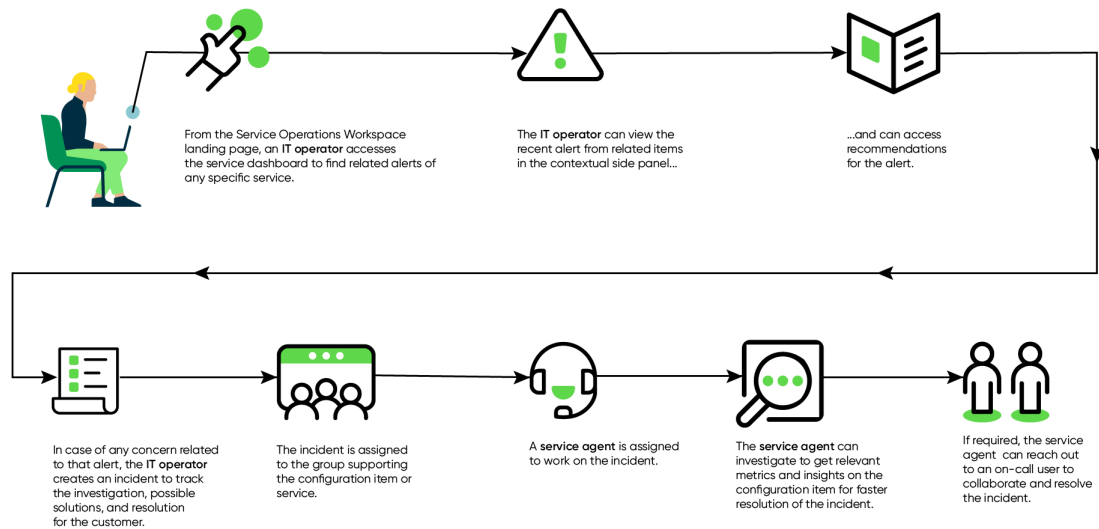 From the Service Operations Workspace
landing page, an IT operator accesses
the service dashboard to find related alerts of
any specific service.
The IT operator can view the
recent alert from related items
in the contextual side panel...
...and can access
recommendations
for the alert.
In case of any concern related
to that alert, the IT operator
creates an incident to track
the investigation, possible
solutions, and resolution
for the customer.
The incident is assigned
to the group supporting
the configuration item or
service.
A service agent is assigned
to work on the incident.
The service agent can
investigate to get relevant
metrics and insights on the
configuration item for faster
resolution of the incident.
If required, the service
agent can reach out
to an on-call user to
collaborate and resolve
the incident.